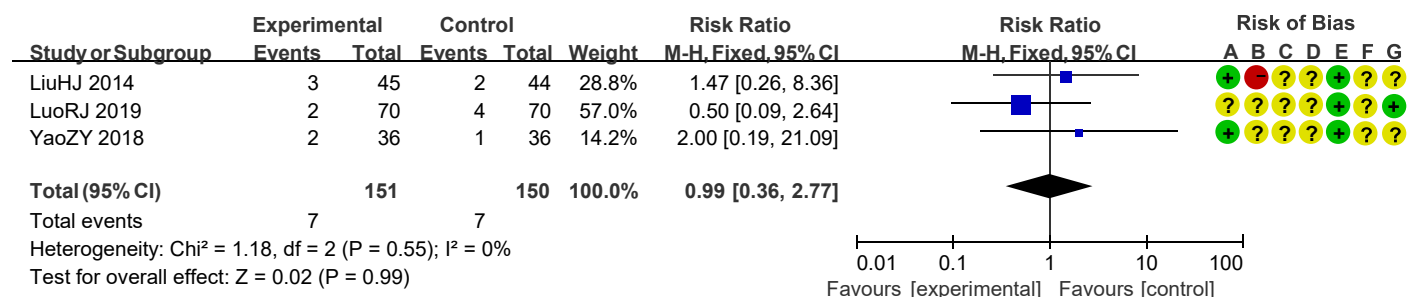 Experimental Control Risk Ratio Risk Ratio Risk of Bias
Study or Subgroup Events Total Events Total Weight M-H, Fixed, 95% CI M-H, Fixed, 95% CI A B C D E F G
LiuHJ 2014 3 45 2 44 28.8% 1.47 [0.26, 8.36] + - ? ? + ? ?
LuoRJ 2019 2 70 4 70 57.0% 0.50 [0.09, 2.64] ? ? ? ? + ? +
YaoZY 2018 2 36 1 36 14.2% 2.00 [0.19, 21.09] + ? ? ? + ? ?
Total (95% CI) 151 150 100.0% 0.99 [0.36, 2.77]
Total events 7 7
Heterogeneity: Chi² = 1.18, df = 2 (P = 0.55); I² = 0%
Test for overall effect: Z = 0.02 (P = 0.99)
0.01 0.1 1 10 100
Favours [experimental] Favours [control]